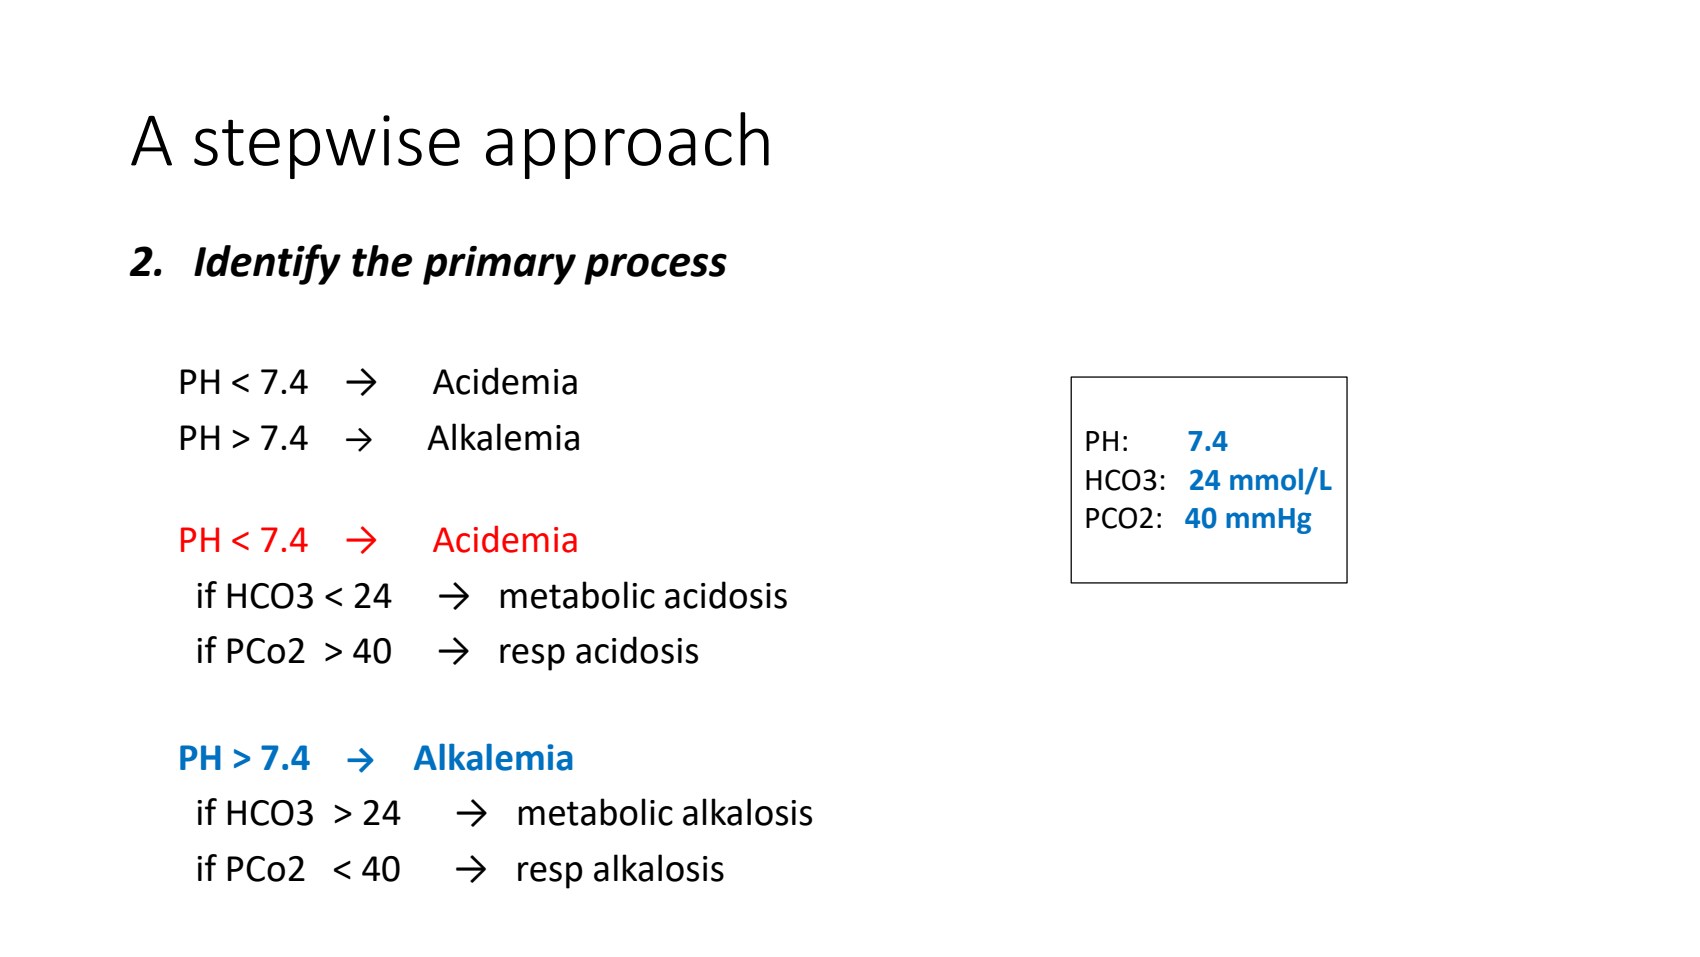 A stepwise approach
2. Identify the primary process
PH < 7.4 → Acidemia
PH > 7.4 → Alkalemia
PH < 7.4 → Acidemia
if HCO3 < 24 → metabolic acidosis
if PCo2 > 40 → resp acidosis
PH > 7.4 → Alkalemia
if HCO3 > 24 → metabolic alkalosis
if PCo2 < 40 → resp alkalosis
PH: 7.4
HCO3: 24 mmol/L
PCO2: 40 mmHg